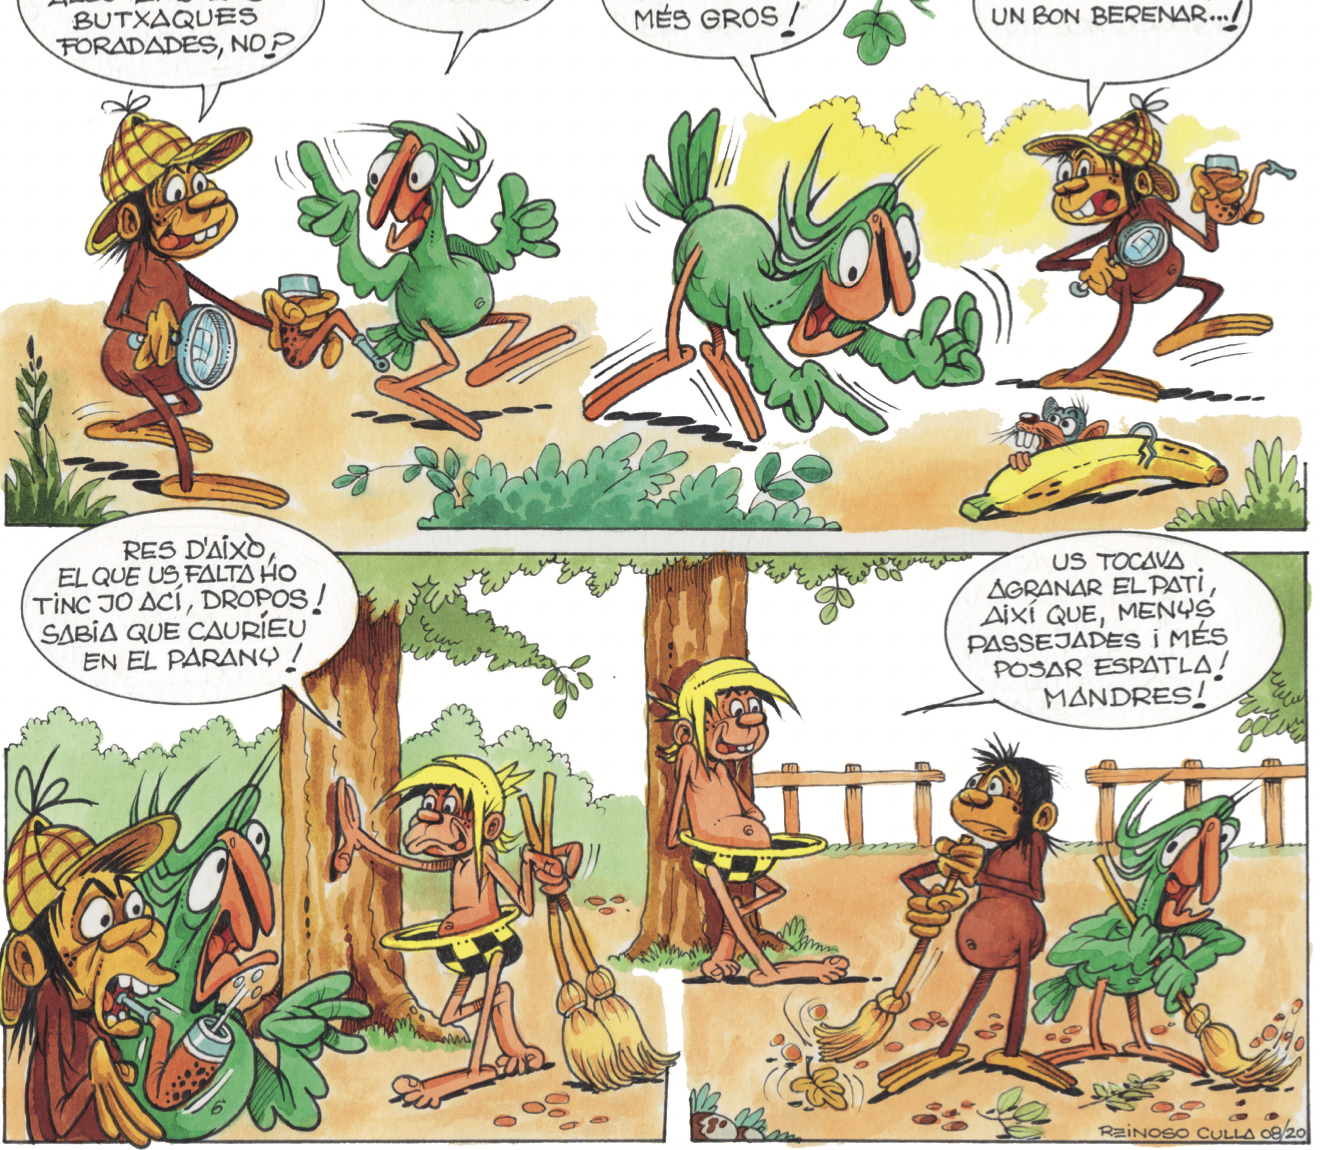 BUTXAQUES
FORADADES, NO?
MÉS GROS!
UN BON BERENAR...!
RES D'AIXÒ,
EL QUE US FALTA HO
TINC JO ACÍ, DROPOS!
SABIA QUE CAURÍEU
EN EL PARANY!
US TOCAVA
AGRANAR EL PATI,
AIXÍ QUE, MENYS
PASSEJADES I MÉS
POSAR ESPATLA!
MANDRES!
REINOSO CULLA 08/20